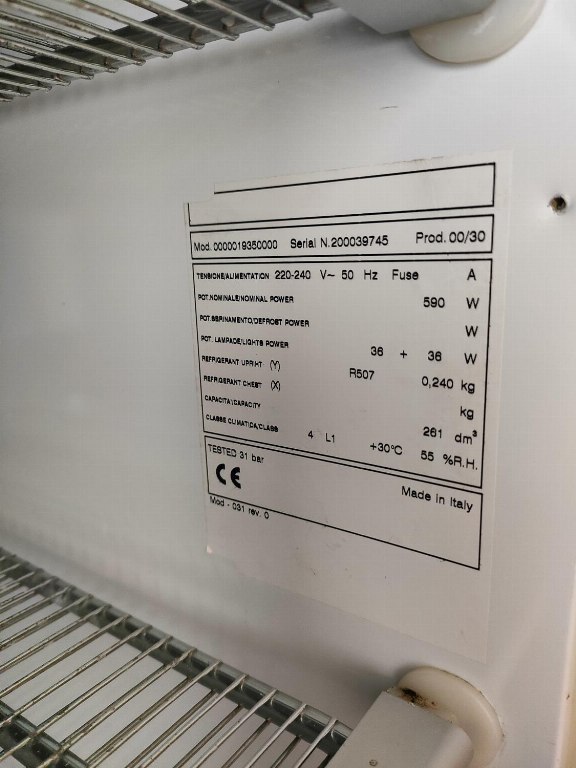 Mod. 0000019350000 Serial N.200039745 Prod. 00/30
TENSIONE/ALIMENTATION 220-240 V~ 50 Hz Fuse A
POT.NOMINALE/NOMINAL POWER 590 W
POT.SBRINAMENTO/DEFROST POWER W
POT. LAMPADE/LIGHTS POWER 36 + 36 W
REFRIGERANT UPRIHT (Y) R507 0,240 kg
REFRIGERANT CHEST (X) kg
CAPACITA'/CAPACITY 261 dm³
CLASSE CLIMATICA/CLASS 4 L1 +30°C 55 %R.H.
TESTED 31 bar
CE
Made in Italy
Mod - 031 rev. 0